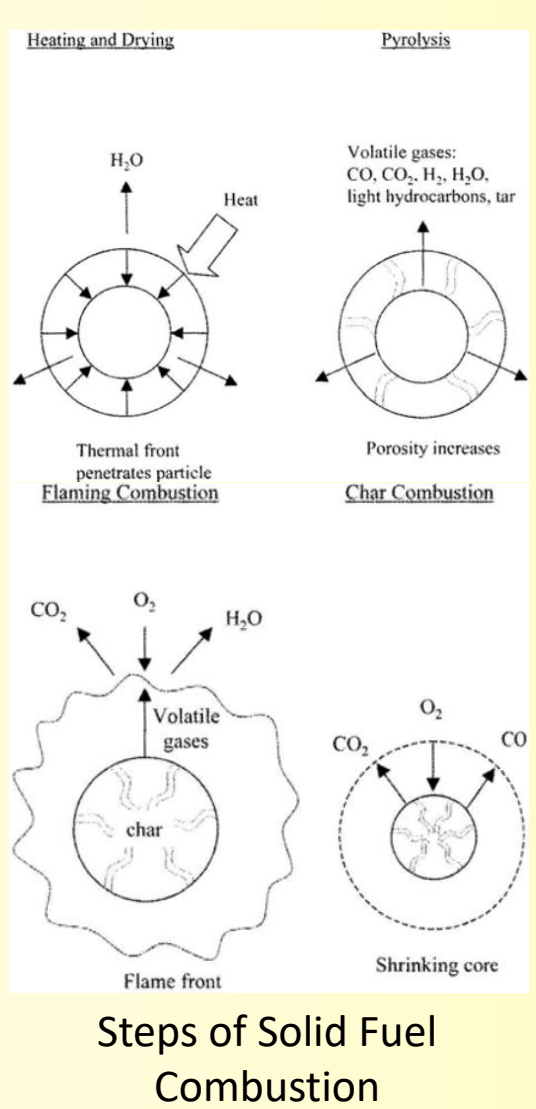 Heating and Drying
Pyrolysis
H₂O
Heat
Volatile gases:
CO, CO₂, H₂, H₂O,
light hydrocarbons, tar
Thermal front
penetrates particle
Porosity increases
Flaming Combustion
Char Combustion
CO₂
O₂
H₂O
Volatile
gases
char
Flame front
O₂
CO₂
CO
Shrinking core
Steps of Solid Fuel
Combustion